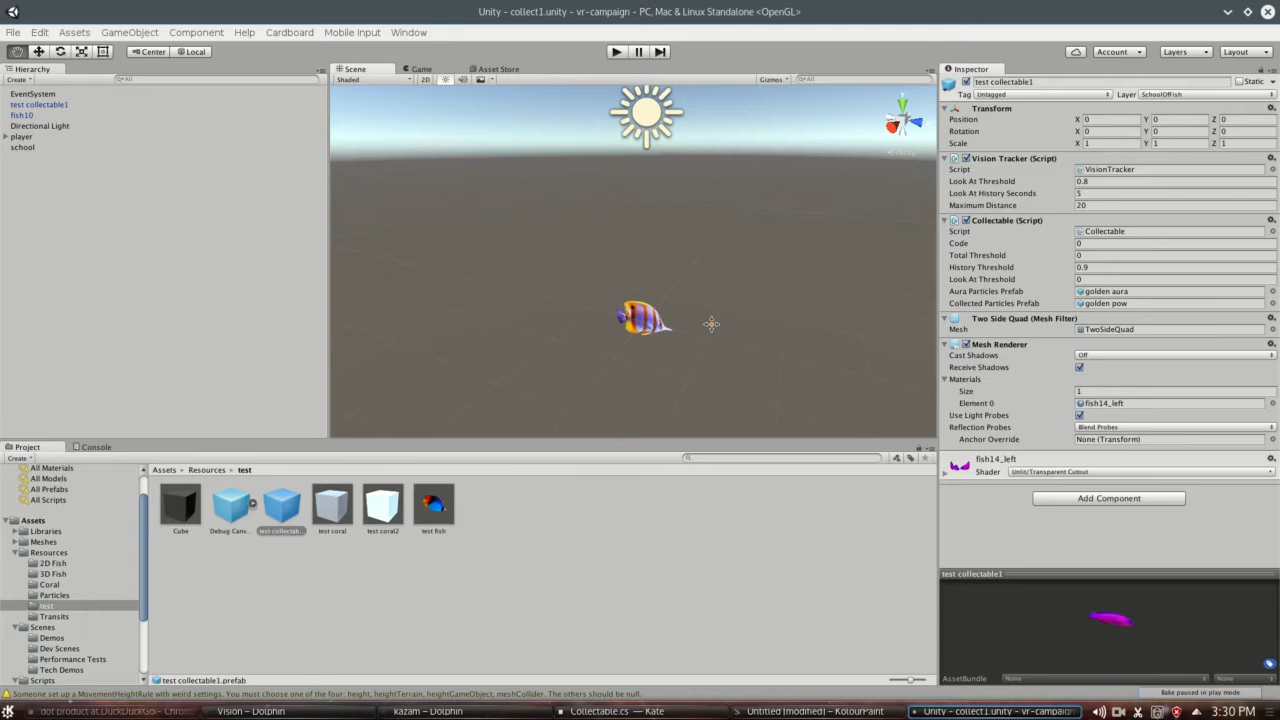 Unity - collect1.unity - vr-campaign - PC, Mac & Linux Standalone <OpenGL>
File Edit Assets GameObject Component Help Cardboard Mobile Input Window
Center Local Account Layers Layout
Hierarchy
Create All
EventSystem
test collectable1
fish10
Directional Light
player
school
Scene Game Asset Store
Shaded 2D Gizmos All
y
Persp
Inspector
test collectable1 Static
Tag Untagged Layer SchoolOfFish
Transform
Position X 0 Y 0 Z 0
Rotation X 0 Y 0 Z 0
Scale X 1 Y 1 Z 1
Vision Tracker (Script)
Script VisionTracker
Look At Threshold 0.8
Look At History Seconds 5
Maximum Distance 20
Collectable (Script)
Script Collectable
Code 0
Total Threshold 0
History Threshold 0.9
Look At Threshold 0
Aura Particles Prefab golden aura
Collected Particles Prefab golden pow
Two Side Quad (Mesh Filter)
Mesh TwoSideQuad
Mesh Renderer
Cast Shadows Off
Receive Shadows
Materials
Size 1
Element 0 fish14_left
Use Light Probes
Reflection Probes Blend Probes
Anchor Override None (Transform)
fish14_left
Shader Unlit/Transparent Cutout
Add Component
test collectable1
AssetBundle None None
Project Console
Create
All Materials
All Models
All Prefabs
All Scripts
Assets
Libraries
Meshes
Resources
2D Fish
3D Fish
Coral
Particles
test
Transits
Scenes
Demos
Dev Scenes
Performance Tests
Tech Demos
Scripts
Assets Resources test
Cube Debug Canv... test collectab... test coral test coral2 test fish
test collectable1.prefab
Someone set up a MovementHeightRule with weird settings. You must choose one of the four: height, heightTerrain, heightGameObject, meshCollider. The others should be null.
Bake paused in play mode.
dot product at DuckDuckGo - Chrom Vision – Dolphin kazam – Dolphin Collectable.cs — Kate Untitled [modified] – KolourPaint Unity - collect1.unity - vr-campaign 3:30 PM